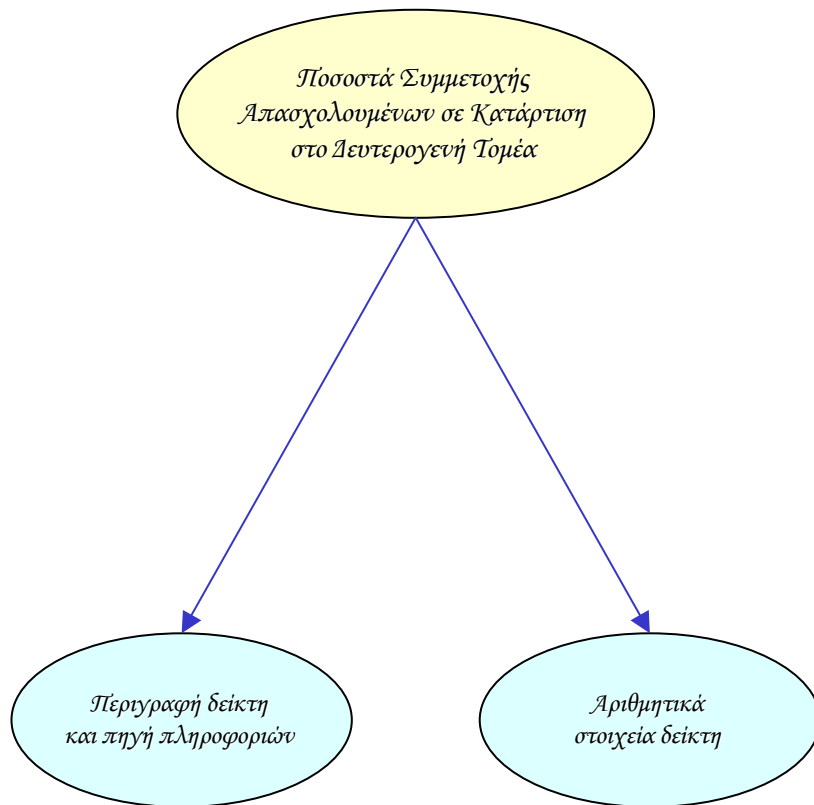 Ποσοστά Συμμετοχής
Απασχολουμένων σε Κατάρτιση
στο Δευτερογενή Τομέα
Περιγραφή δείκτη
και πηγή πληροφοριών
Αριθμητικά
στοιχεία δείκτη